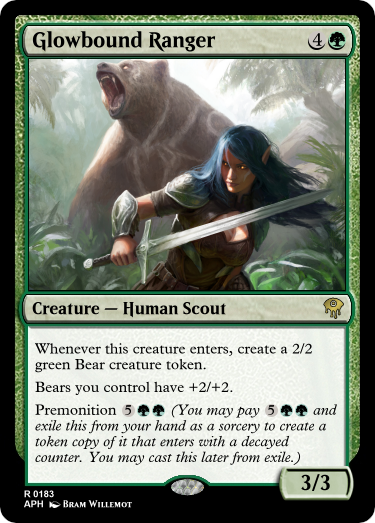 Glowbound Ranger 4
Creature — Human Scout
Whenever this creature enters, create a 2/2
green Bear creature token.
Bears you control have +2/+2.
Premonition 5 (You may pay 5 and
exile this from your hand as a sorcery to create a
token copy of it that enters with a decayed
counter. You may cast this later from exile.)
3/3
R 0183
APH Bram Willemot